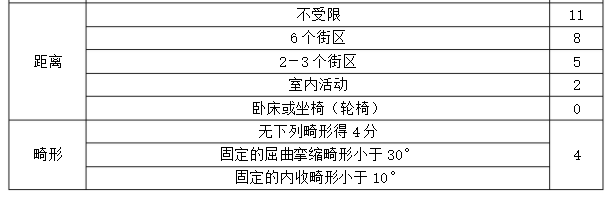 不受限 11
6个街区 8
距离 2-3个街区 5
室内活动 2
卧床或坐椅（轮椅） 0
无下列畸形得4分
畸形 固定的屈曲挛缩畸形小于30° 4
固定的内收畸形小于10°